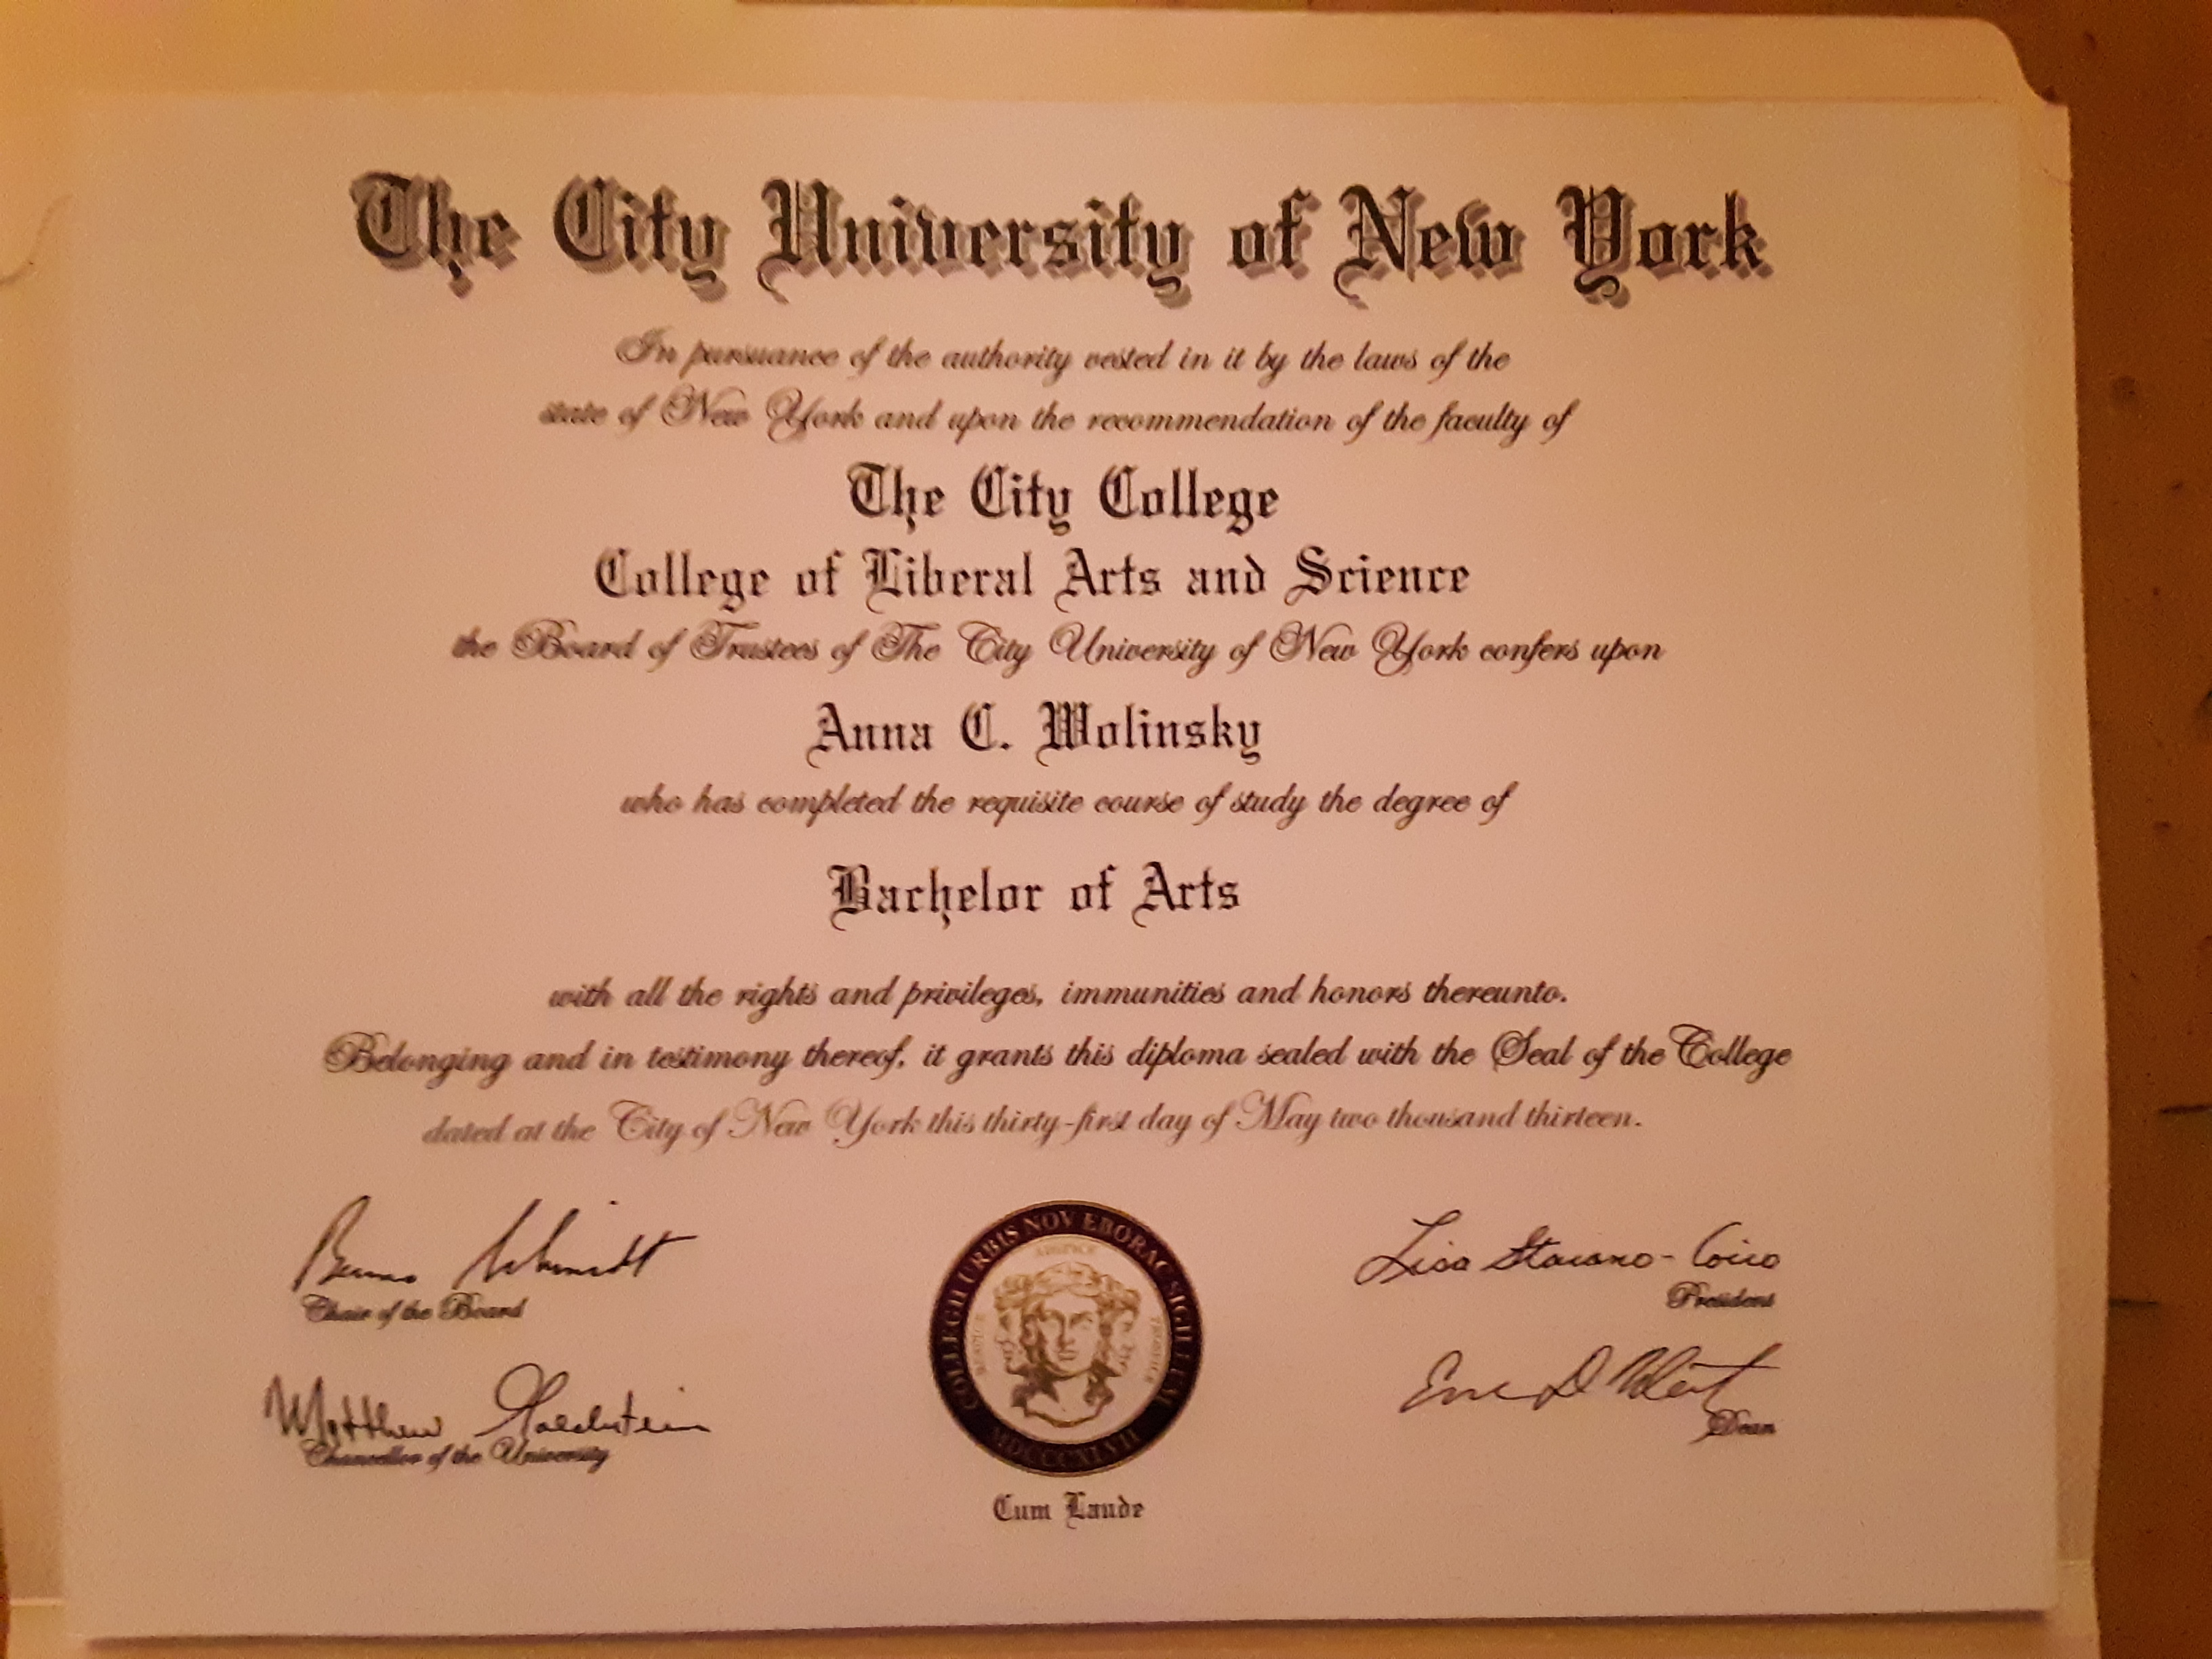 The City University of New York
In pursuance of the authority vested in it by the laws of the
state of New York and upon the recommendation of the faculty of
The City College
College of Liberal Arts and Science
the Board of Trustees of The City University of New York confers upon
Anna C. Wolinsky
who has completed the requisite course of study the degree of
Bachelor of Arts
with all the rights and privileges, immunities and honors thereunto.
Belonging and in testimony thereof, it grants this diploma sealed with the Seal of the College
dated at the City of New York this thirty-first day of May two thousand thirteen.
Benno Schmidt
Chair of the Board
Matthew Goldstein
Chancellor of the University
COLLEGII URBIS NOV EBORAC SIGILLUM
RESPICE
ADSPICE
PROSPICE
Cum Laude
Lisa Staiano-Coico
President
Dean